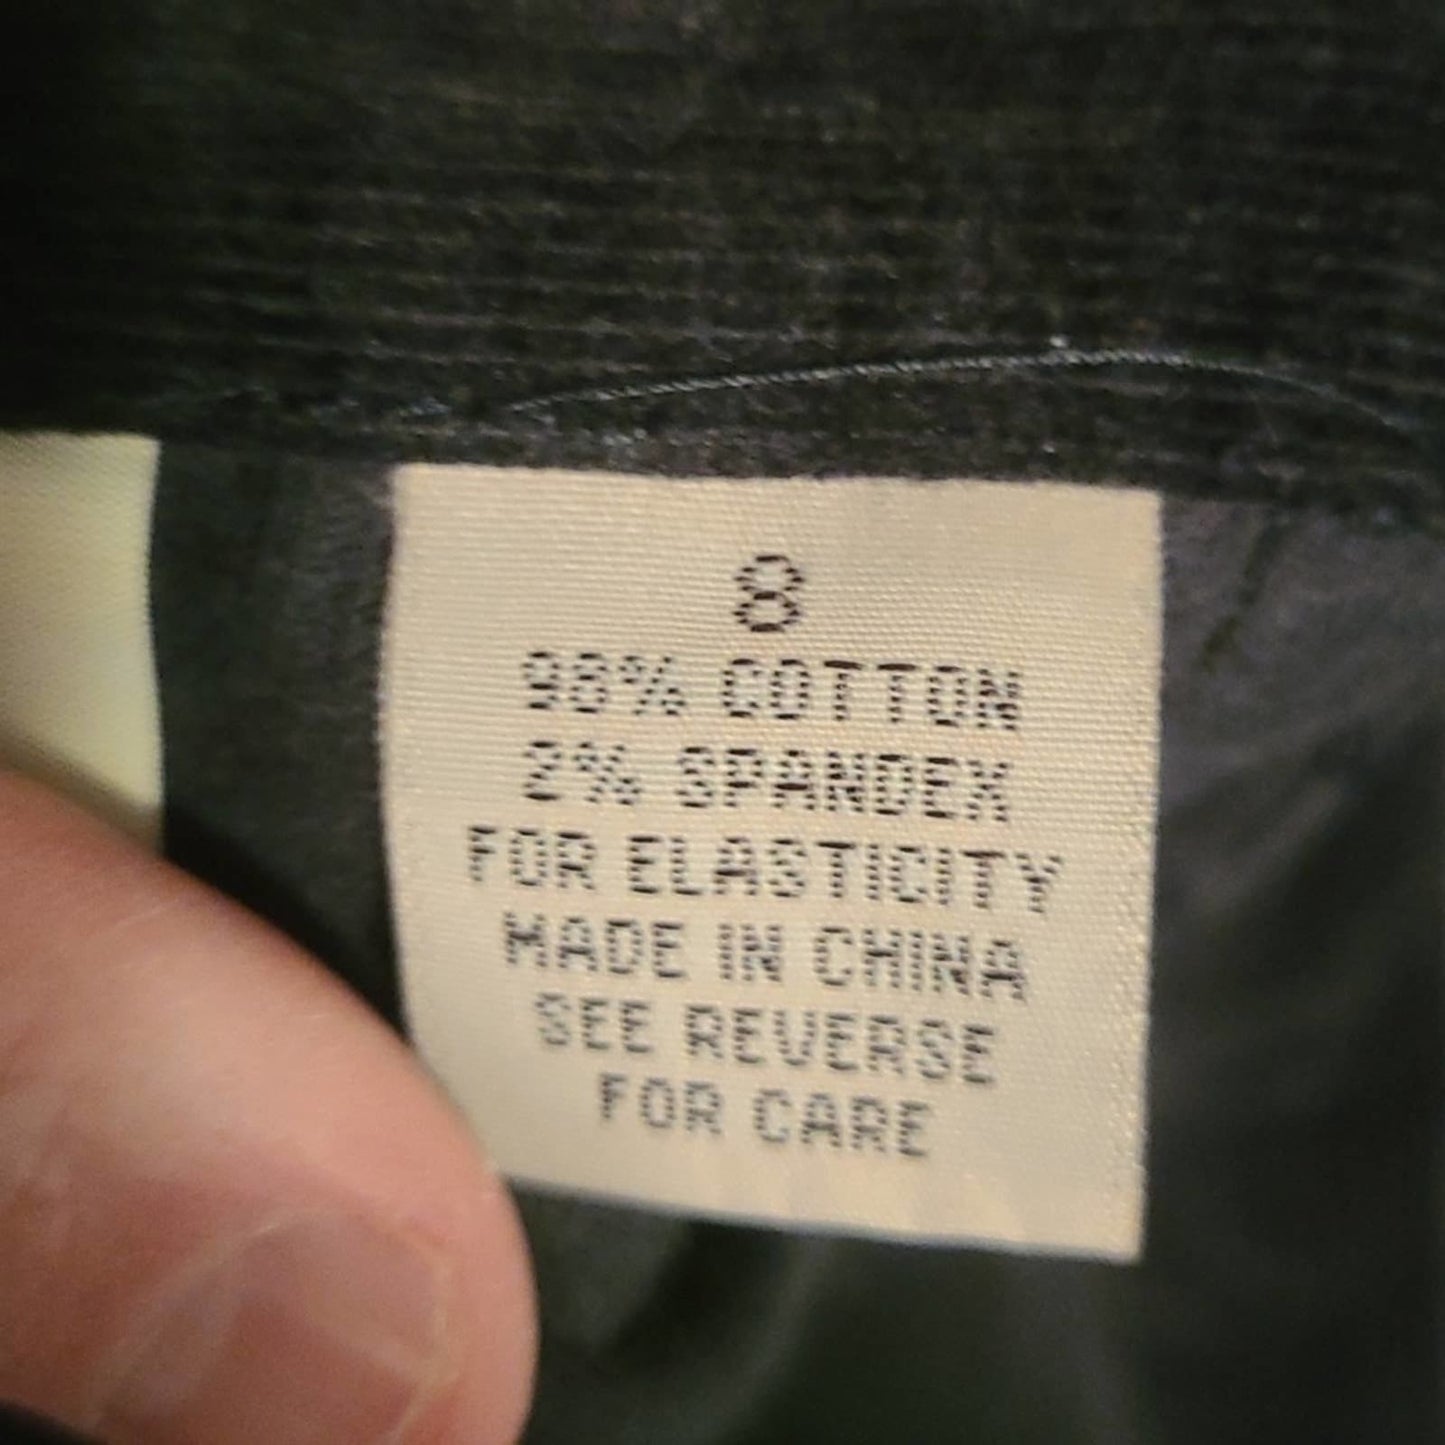 8
98% COTTON
2% SPANDEX
FOR ELASTICITY
MADE IN CHINA
SEE REVERSE
FOR CARE